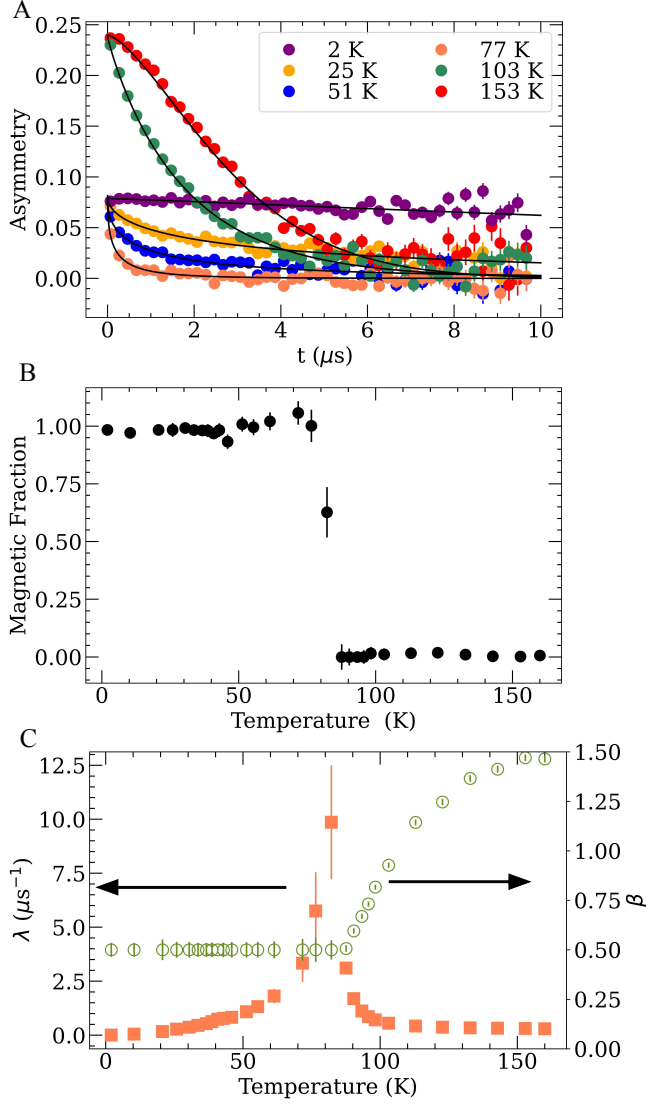 A
0.25
0.20
0.15
0.10
0.05
0.00
Asymmetry
2 K
25 K
51 K
77 K
103 K
153 K
0 2 4 6 8 10
t (μs)
B
1.00
0.75
0.50
0.25
0.00
Magnetic Fraction
0 50 100 150
Temperature (K)
C
12.5
10.0
7.5
5.0
2.5
0.0
λ (μs⁻¹)
1.50
1.25
1.00
0.75
0.50
0.25
0.00
β
0 50 100 150
Temperature (K)